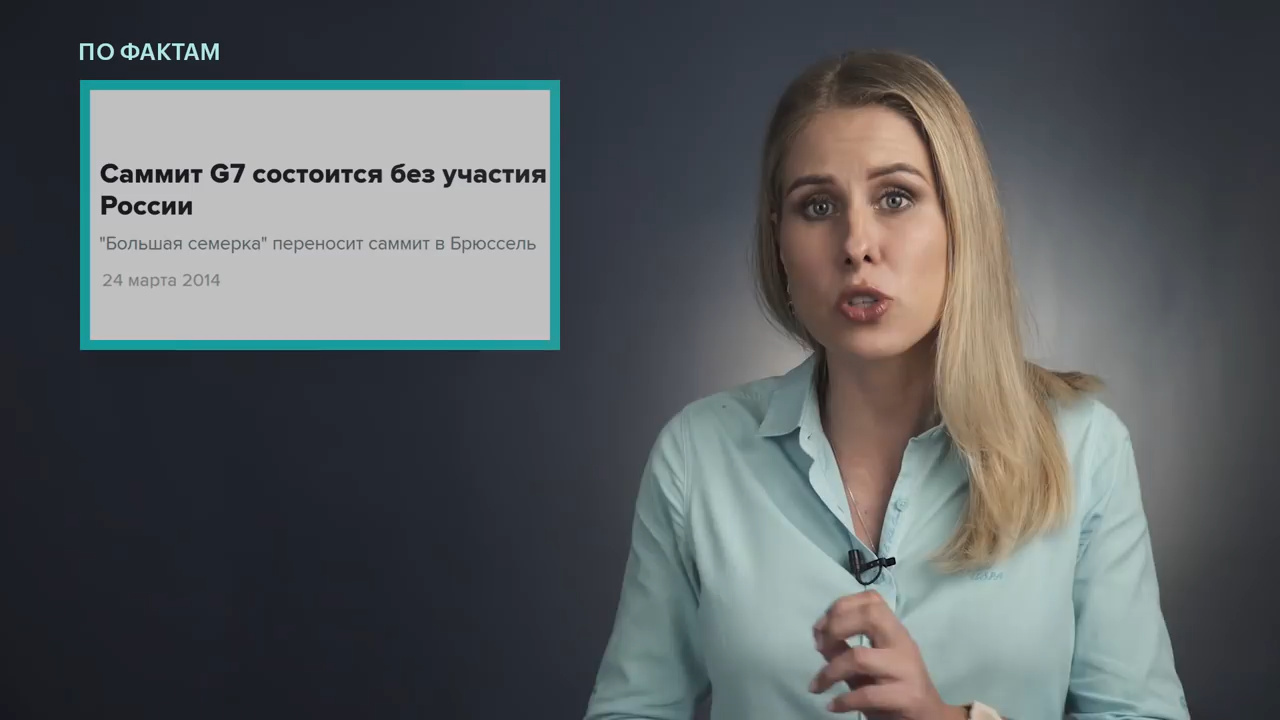 ПО ФАКТАМ
Саммит G7 состоится без участия
России
"Большая семерка" переносит саммит в Брюссель
24 марта 2014